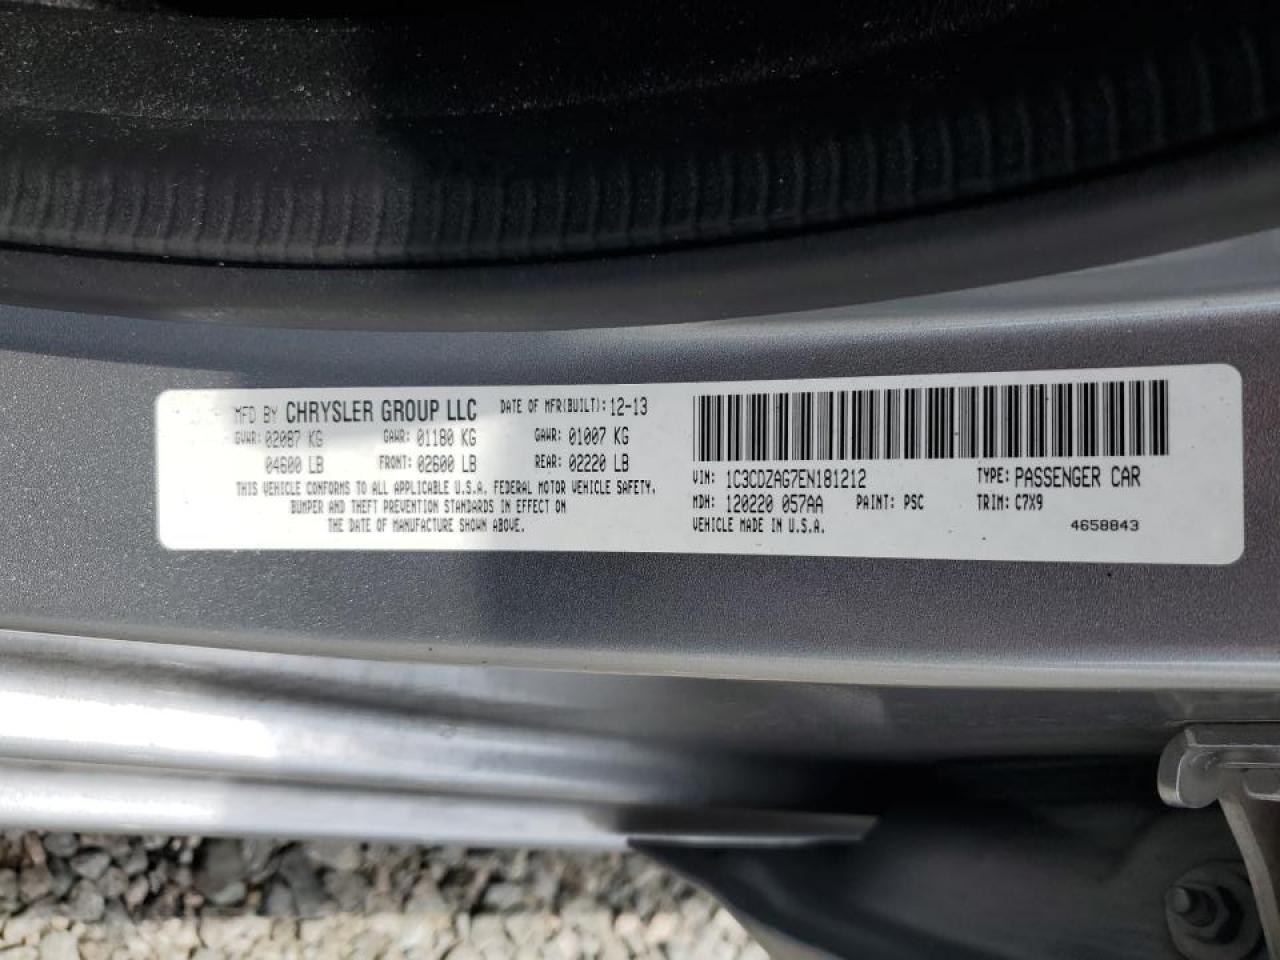 MFD BY CHRYSLER GROUP LLC DATE OF MFR(BUILT): 12-13
GVWR: 02087 KG GAWR: 01180 KG GAWR: 01007 KG
04600 LB FRONT: 02600 LB REAR: 02220 LB
THIS VEHICLE CONFORMS TO ALL APPLICABLE U.S.A. FEDERAL MOTOR VEHICLE SAFETY,
BUMPER AND THEFT PREVENTION STANDARDS IN EFFECT ON
THE DATE OF MANUFACTURE SHOWN ABOVE.
VIN: 1C3CDZAG7EN181212 TYPE: PASSENGER CAR
MDH: 120220 057AA PAINT: PSC TRIM: C7X9
VEHICLE MADE IN U.S.A. 4658843